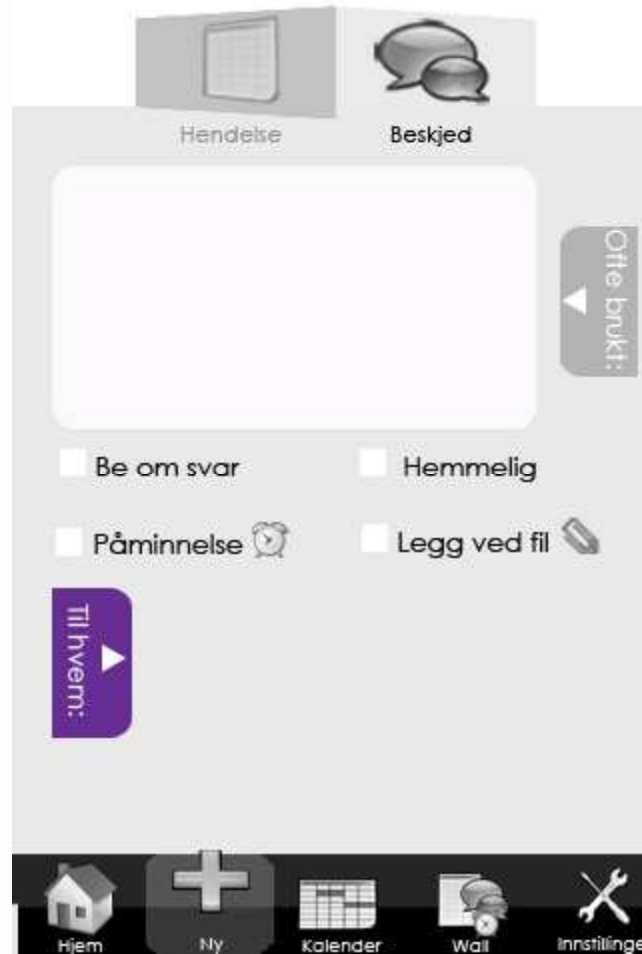 Hendelse
Beskjed
Ofte brukt:
Be om svar
Hemmelig
Påminnelse
Legg ved fil
Til hvem:
Hjem
Ny
Kalender
Wall
Innstillinge